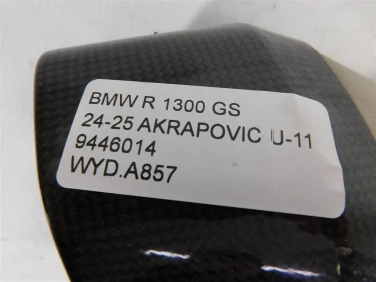 BMW R 1300 GS
24-25 AKRAPOVIC U-11
9446014
WYD.A857